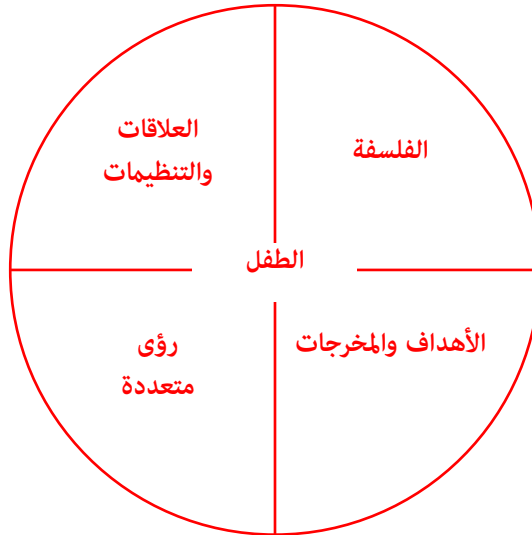 الفلسفة
العلاقات
والتنظيمات
الطفل
الأهداف والمخرجات
رؤى
متعددة